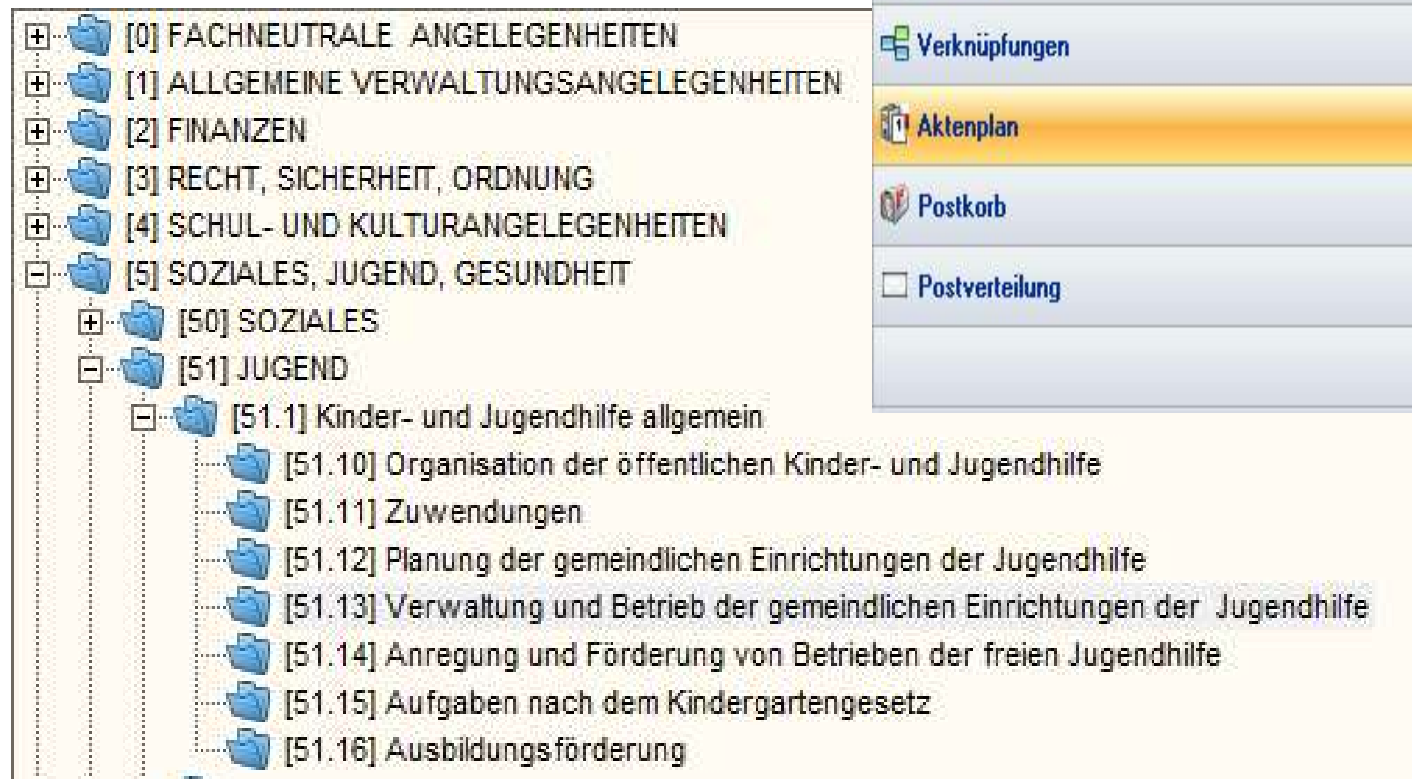 [0] FACHNEUTRALE ANGELEGENHEITEN
[1] ALLGEMEINE VERWALTUNGSANGELEGENHEITEN
[2] FINANZEN
[3] RECHT, SICHERHEIT, ORDNUNG
[4] SCHUL- UND KULTURANGELEGENHEITEN
[5] SOZIALES, JUGEND, GESUNDHEIT
[50] SOZIALES
[51] JUGEND
[51.1] Kinder- und Jugendhilfe allgemein
[51.10] Organisation der öffentlichen Kinder- und Jugendhilfe
[51.11] Zuwendungen
[51.12] Planung der gemeindlichen Einrichtungen der Jugendhilfe
[51.13] Verwaltung und Betrieb der gemeindlichen Einrichtungen der Jugendhilfe
[51.14] Anregung und Förderung von Betrieben der freien Jugendhilfe
[51.15] Aufgaben nach dem Kindergartengesetz
[51.16] Ausbildungsförderung
Verknüpfungen
Aktenplan
Postkorb
Postverteilung